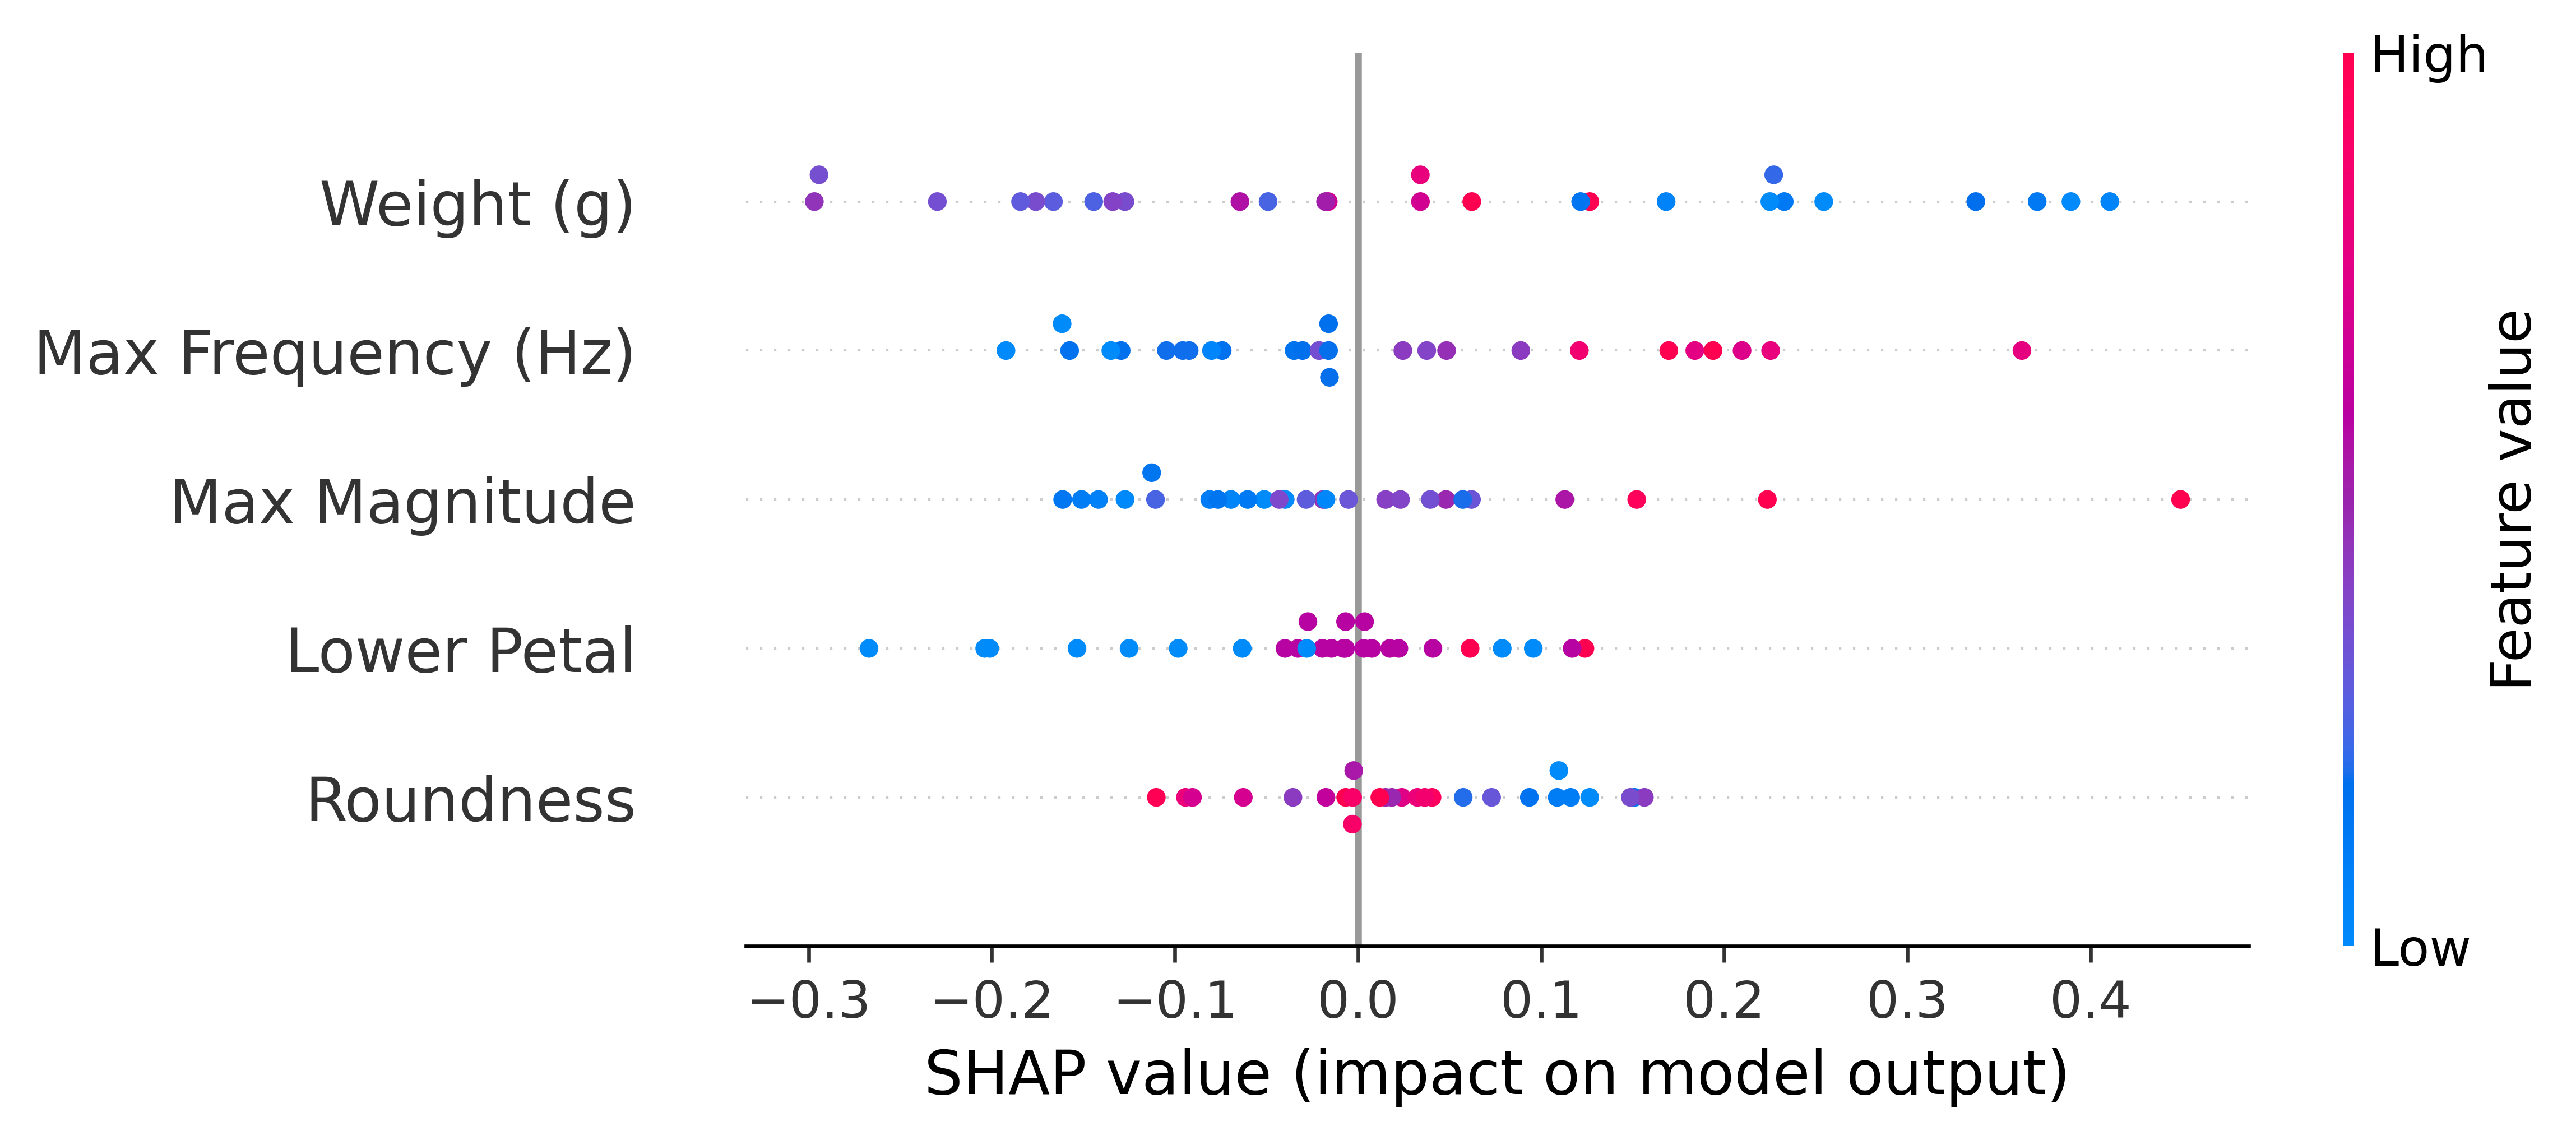 High
Weight (g)
Max Frequency (Hz)
Max Magnitude
Lower Petal
Roundness
Feature value
Low
−0.3 −0.2 −0.1 0.0 0.1 0.2 0.3 0.4
SHAP value (impact on model output)